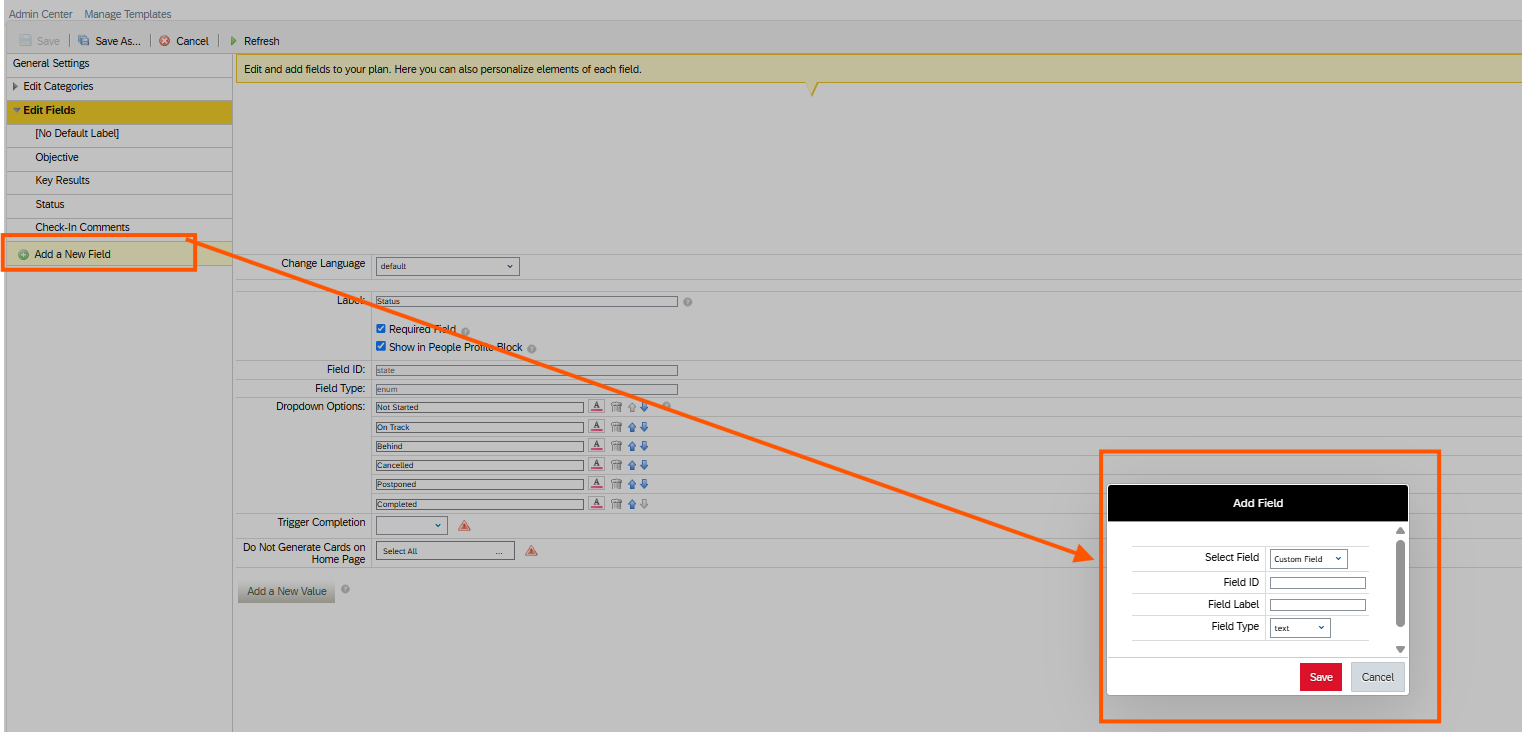 Admin Center Manage Templates
Save Save As... Cancel Refresh
General Settings
Edit Categories
Edit Fields
[No Default Label]
Objective
Key Results
Status
Check-In Comments
Add a New Field
Edit and add fields to your plan. Here you can also personalize elements of each field.
Change Language default
Label: Status
Required Field
Show in People Profile Block
Field ID: state
Field Type: enum
Dropdown Options: Not Started
On Track
Behind
Cancelled
Postponed
Completed
Trigger Completion
Do Not Generate Cards on
Home Page
Select All ...
Add a New Value
Add Field
Select Field Custom Field
Field ID
Field Label
Field Type text
Save Cancel